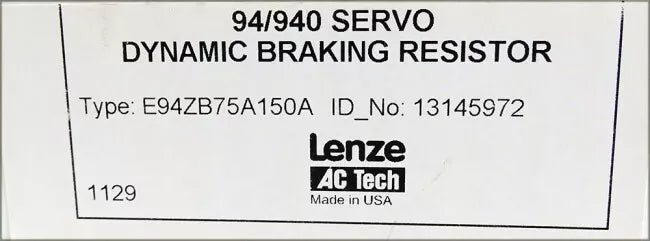 94/940 SERVO
DYNAMIC BRAKING RESISTOR
Type: E94ZB75A150A ID_No: 13145972
Lenze
AC Tech
Made in USA
1129